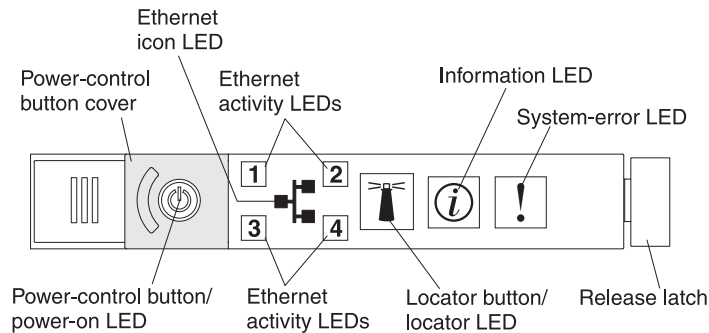 Ethernet
icon LED
Power-control
button cover
Ethernet
activity LEDs
Information LED
System-error LED
1
2
i
!
3
4
Power-control button/
power-on LED
Ethernet
activity LEDs
Locator button/
locator LED
Release latch